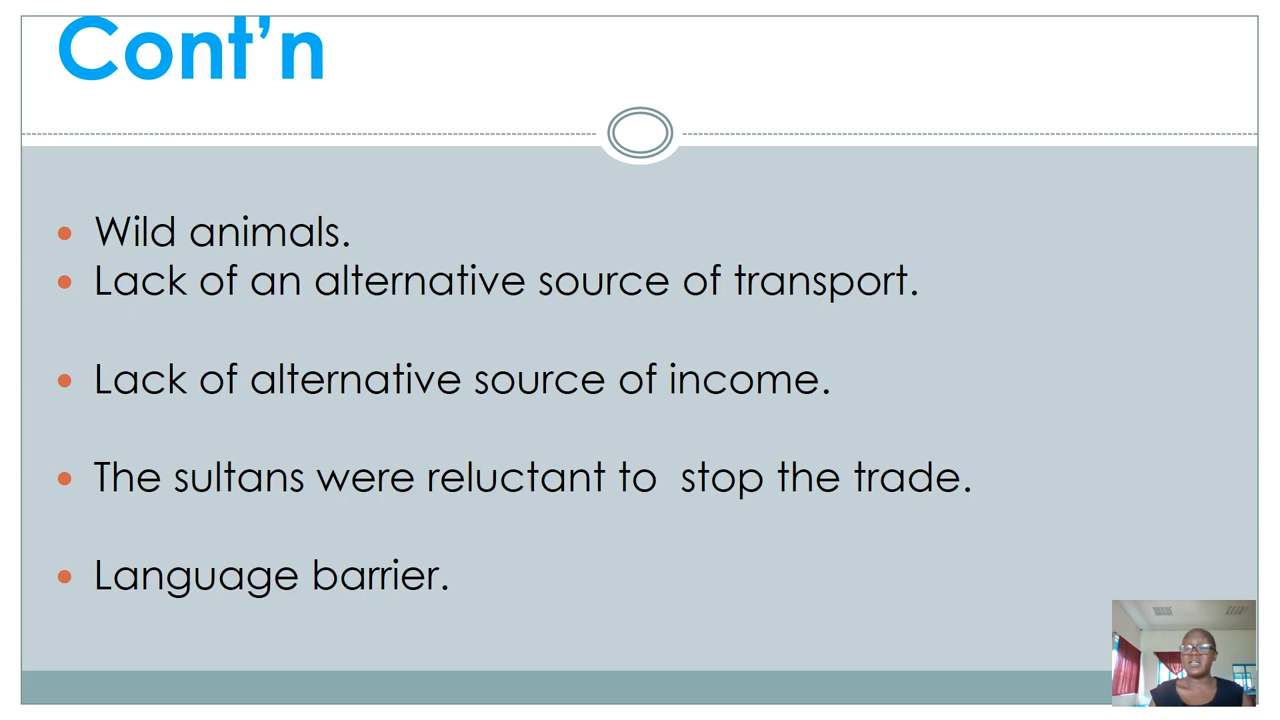 Cont’n
Wild animals.
Lack of an alternative source of transport.
Lack of alternative source of income.
The sultans were reluctant to  stop the trade.
Language barrier.